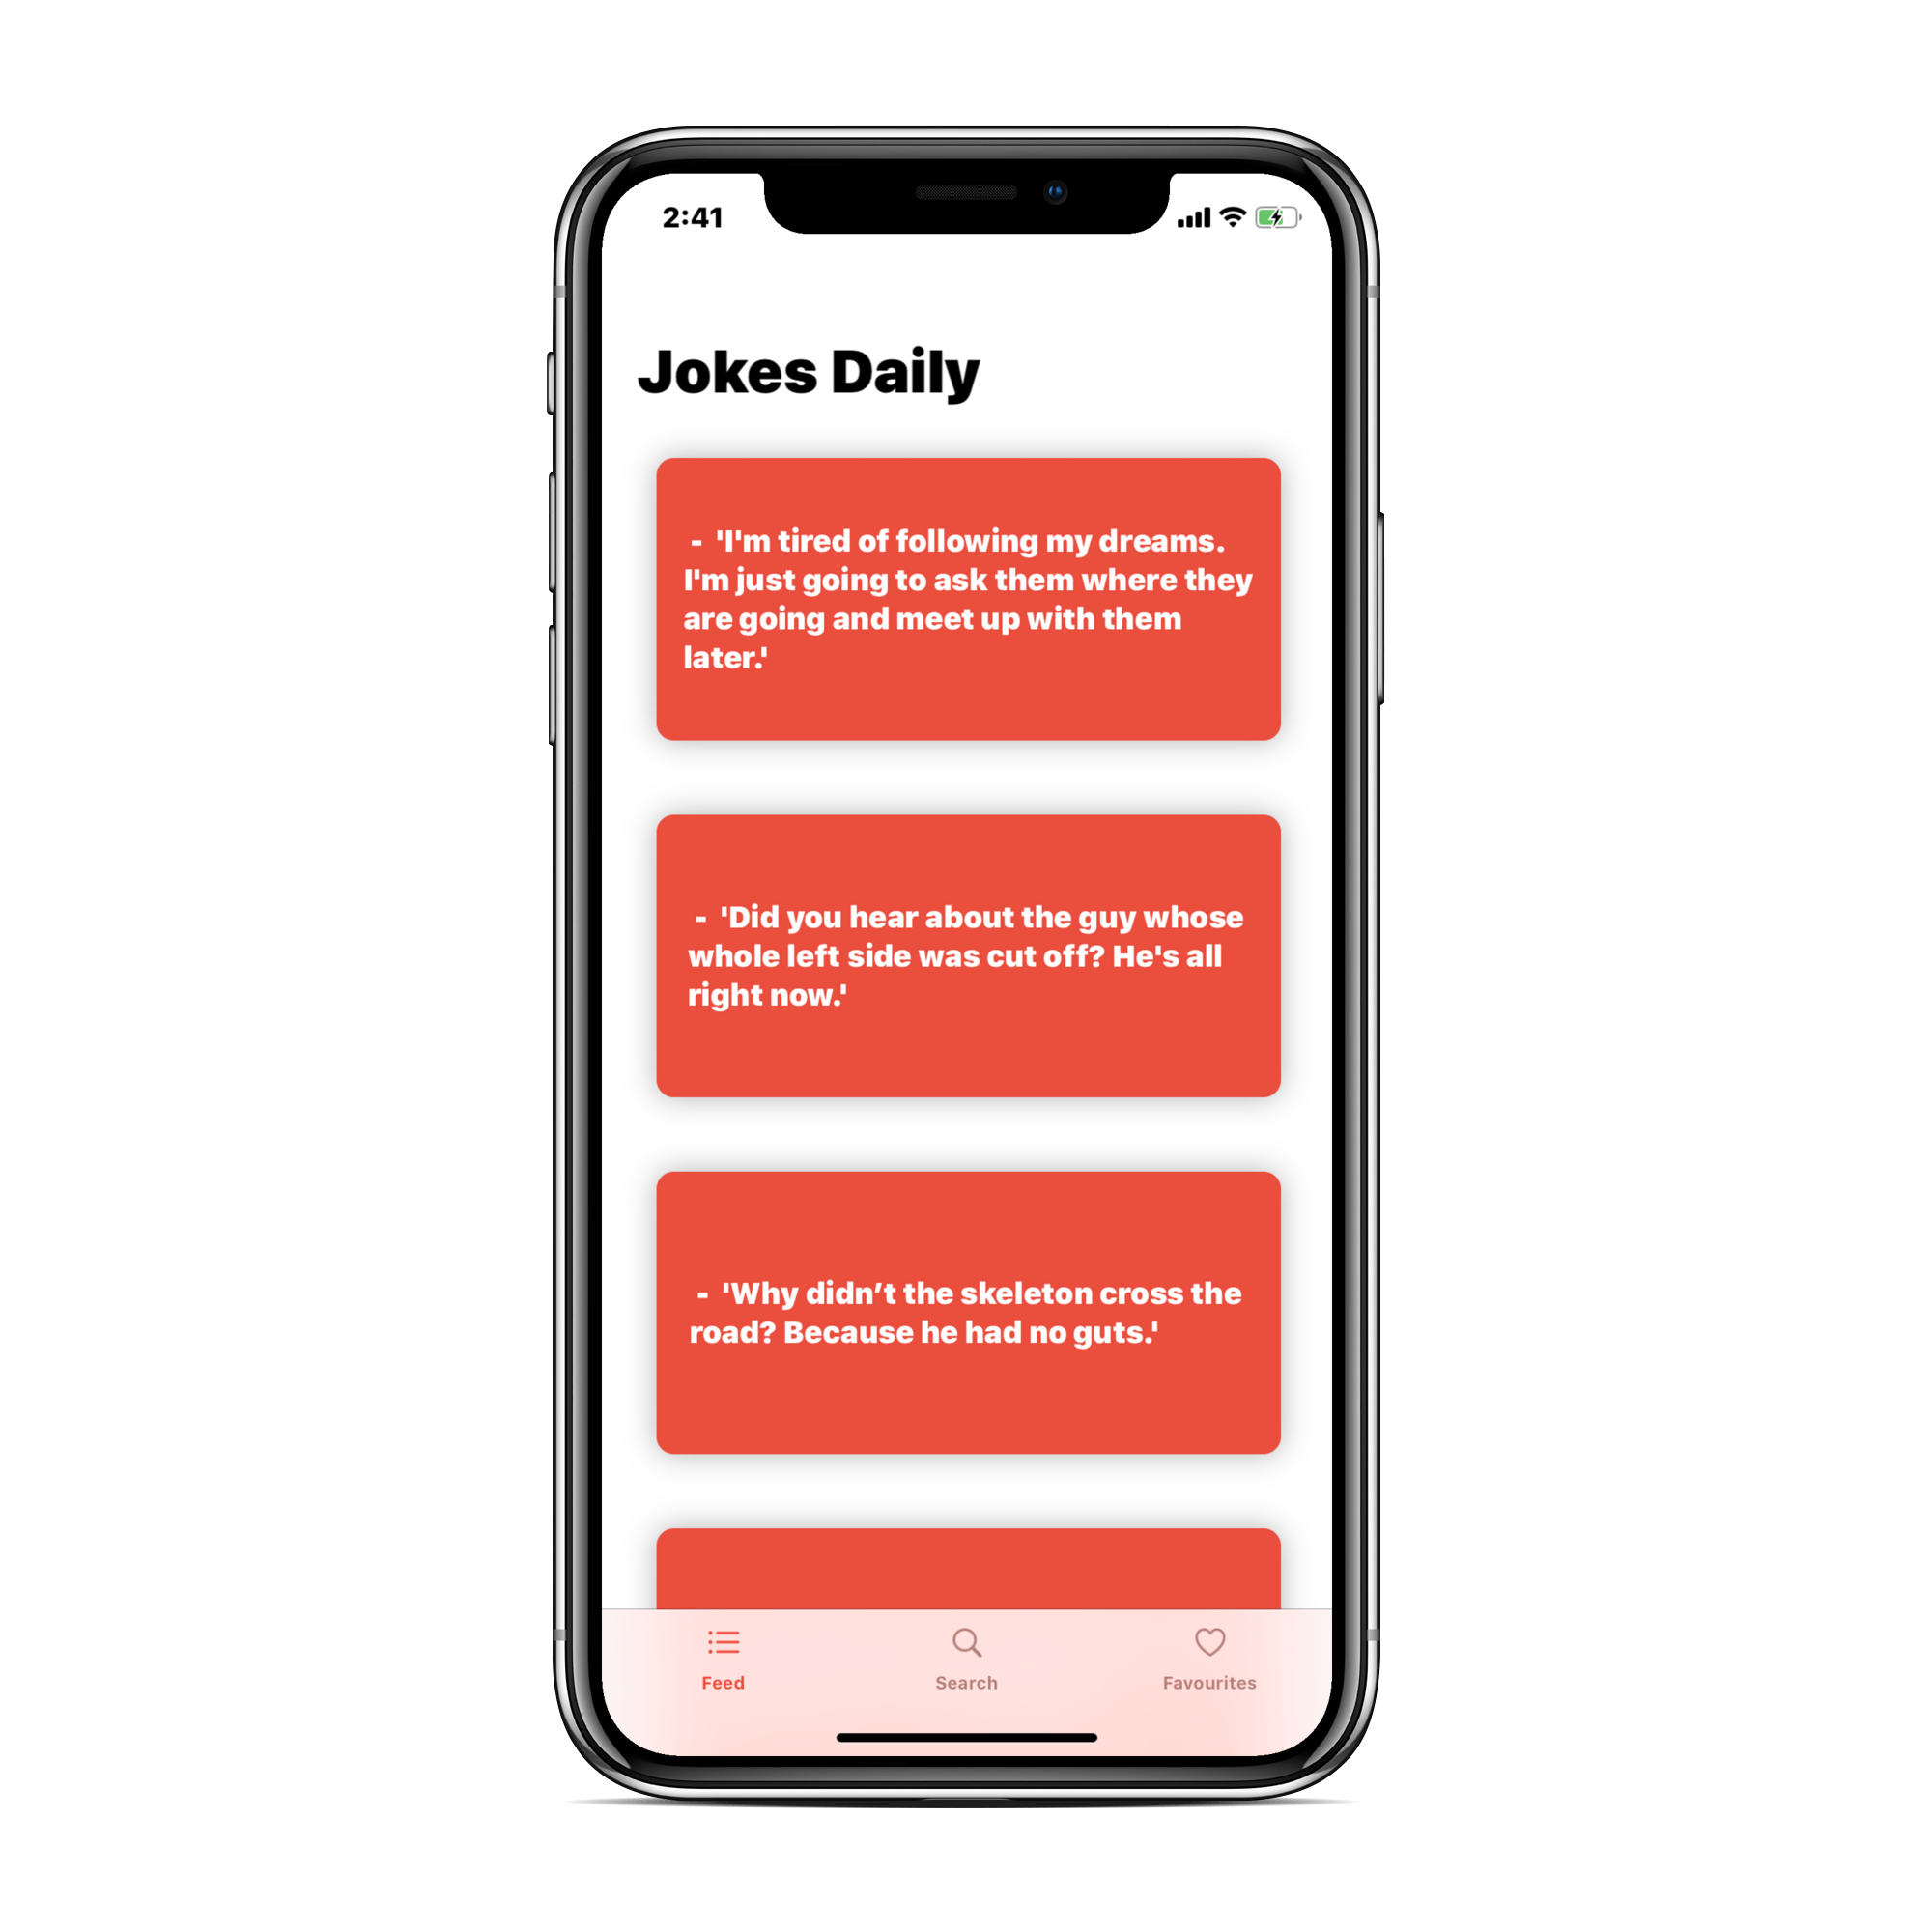 2:41
Jokes Daily
- 'I'm tired of following my dreams.
I'm just going to ask them where they
are going and meet up with them
later.'
- 'Did you hear about the guy whose
whole left side was cut off? He's all
right now.'
- 'Why didn’t the skeleton cross the
road? Because he had no guts.'
Feed Search Favourites